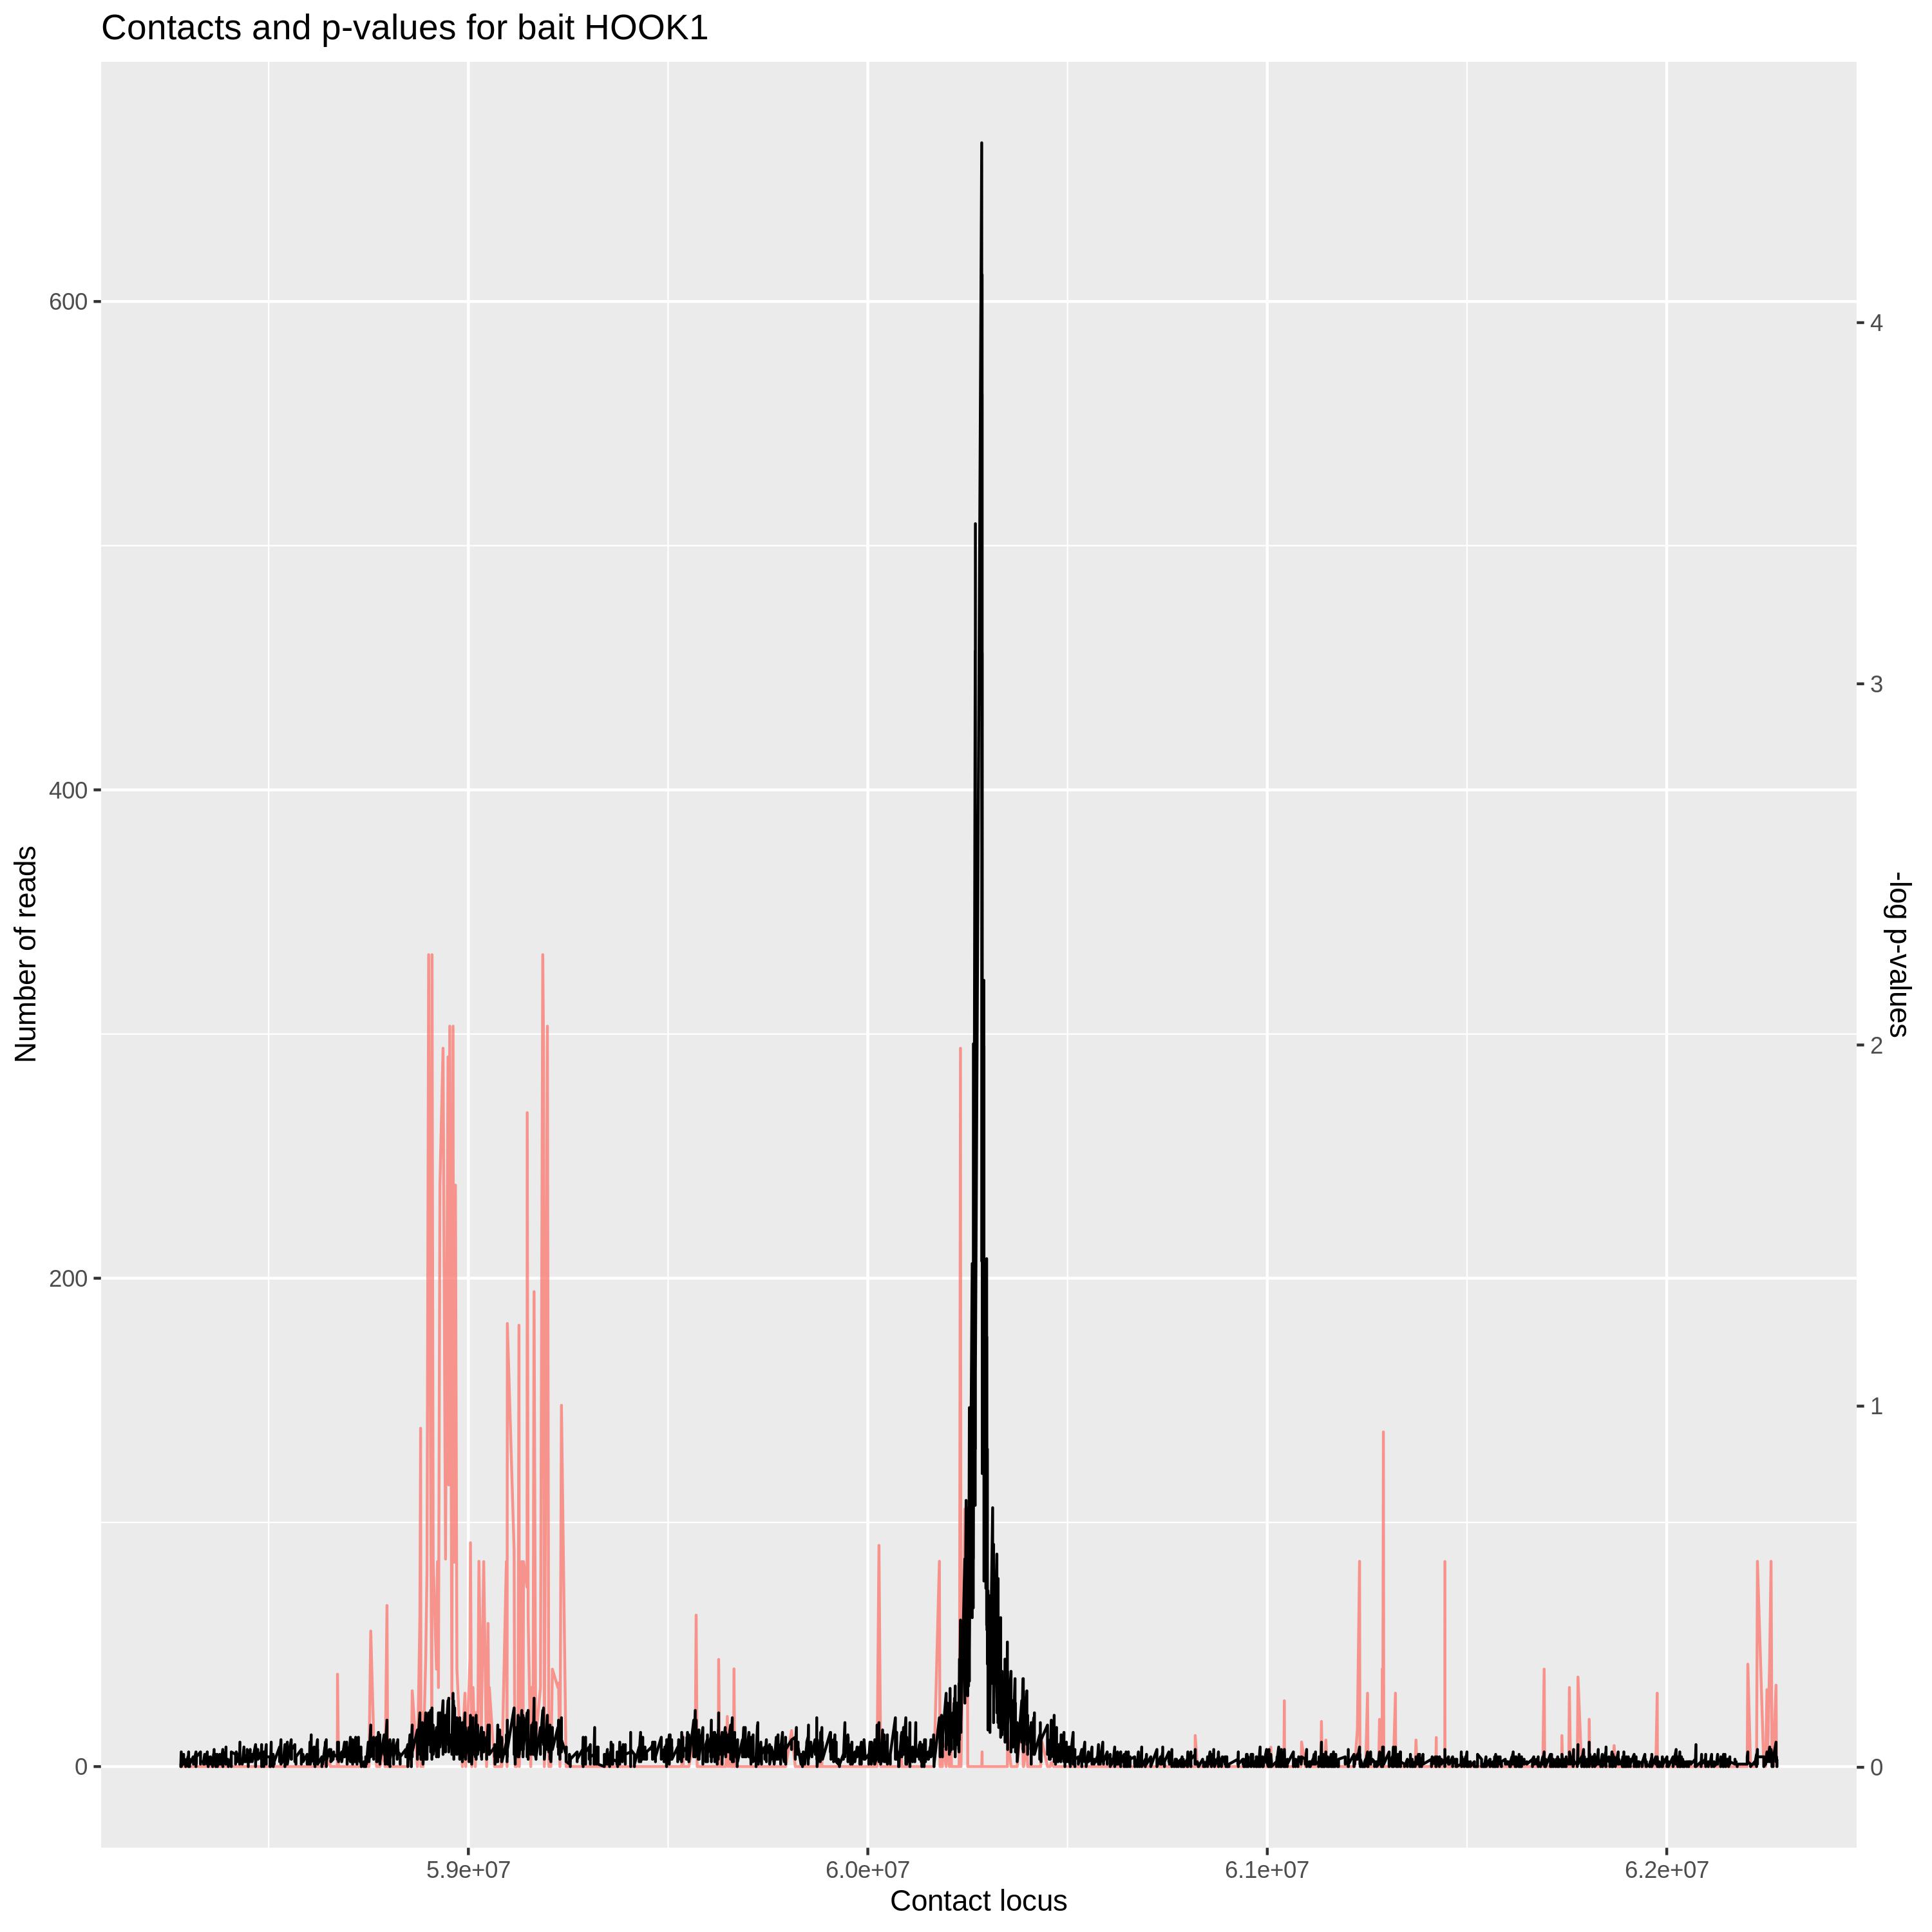 Contacts and p-values for bait HOOK1
600
400
200
0
Number of reads
4
3
2
1
0
-log p-values
5.9e+07
6.0e+07
6.1e+07
6.2e+07
Contact locus